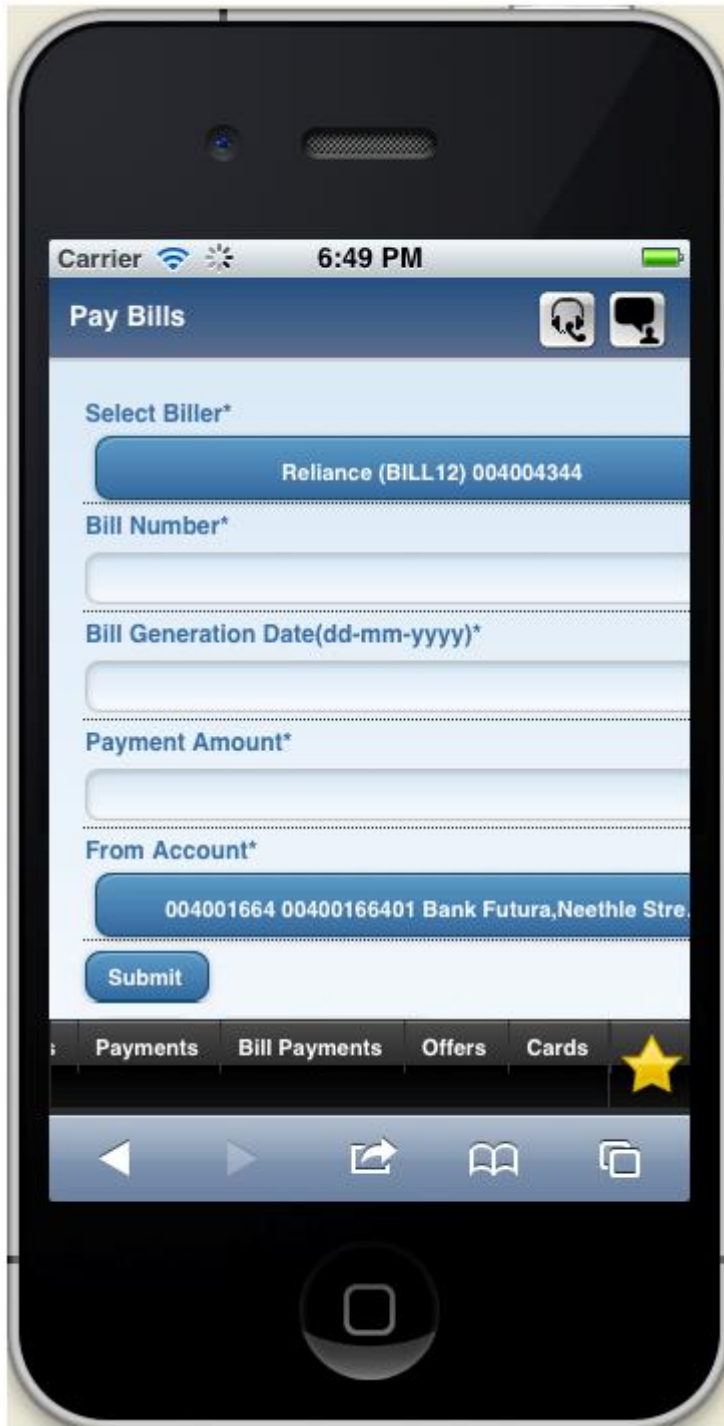 Carrier 6:49 PM
Pay Bills
Select Biller*
Reliance (BILL12) 004004344
Bill Number*
Bill Generation Date(dd-mm-yyyy)*
Payment Amount*
From Account*
004001664 00400166401 Bank Futura,Neethle Stre.
Submit
s Payments Bill Payments Offers Cards